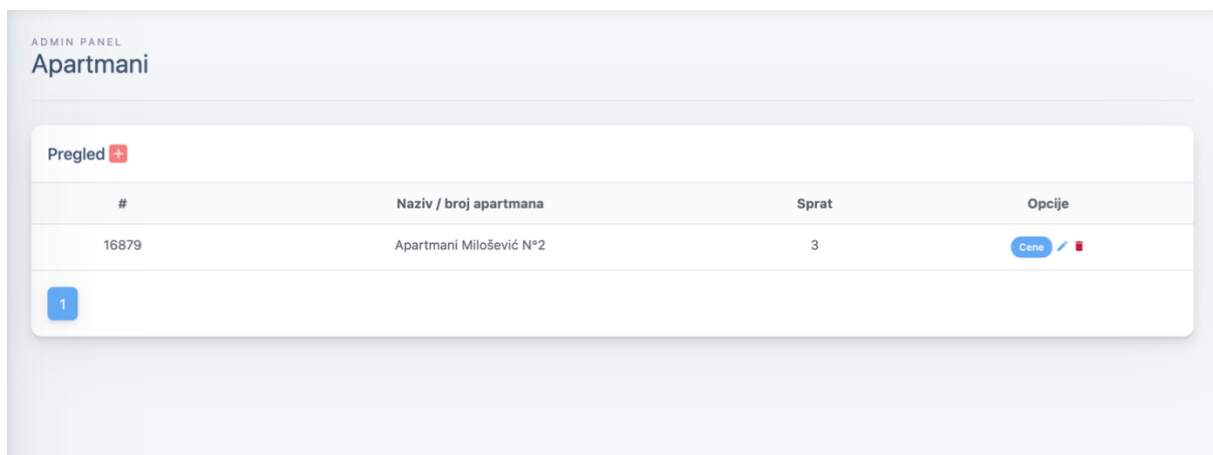 ADMIN PANEL
Apartmani
Pregled +
# Naziv / broj apartmana Sprat Opcije
16879 Apartmani Milošević N°2 3 Cene
1